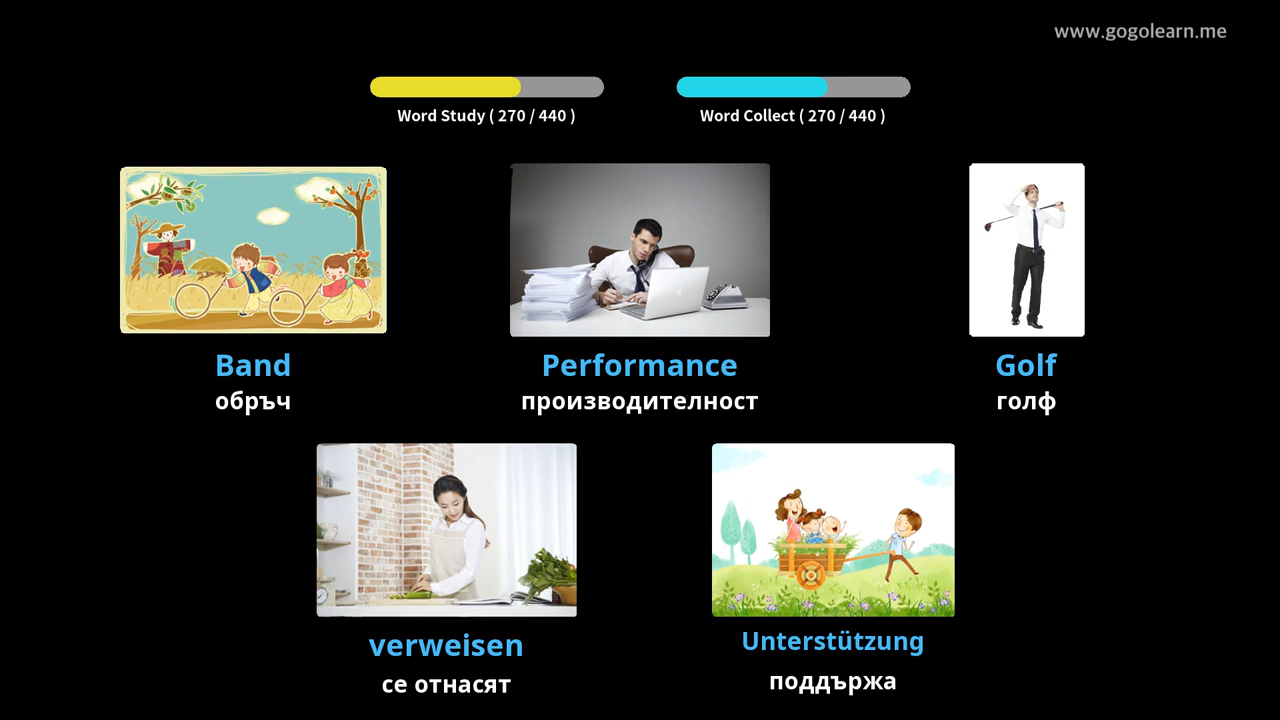 www.gogolearn.me
Word Study ( 270 / 440 )
Word Collect ( 270 / 440 )
Band
обръч
Performance
производителност
Golf
голф
verweisen
се отнасят
Unterstützung
поддържа